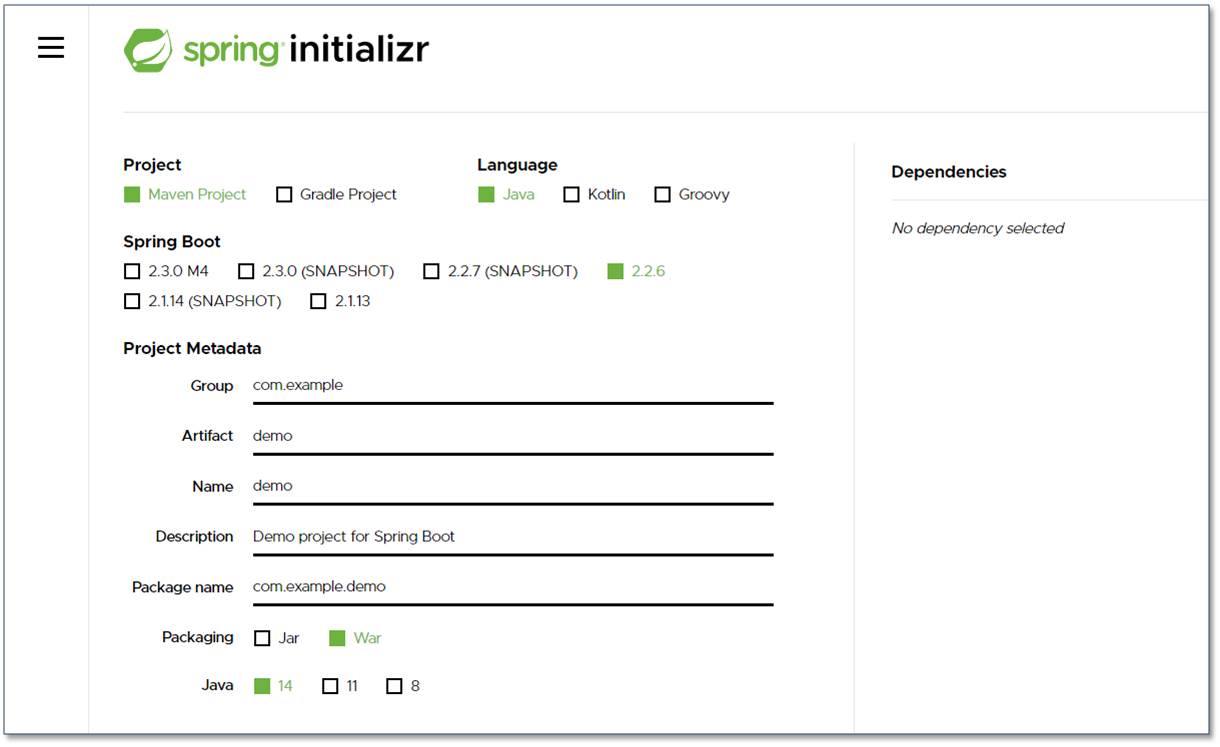 spring initializr
Project
Maven Project Gradle Project
Language
Java Kotlin Groovy
Spring Boot
2.3.0 M4 2.3.0 (SNAPSHOT) 2.2.7 (SNAPSHOT) 2.2.6
2.1.14 (SNAPSHOT) 2.1.13
Project Metadata
Group com.example
Artifact demo
Name demo
Description Demo project for Spring Boot
Package name com.example.demo
Packaging Jar War
Java 14 11 8
Dependencies
No dependency selected